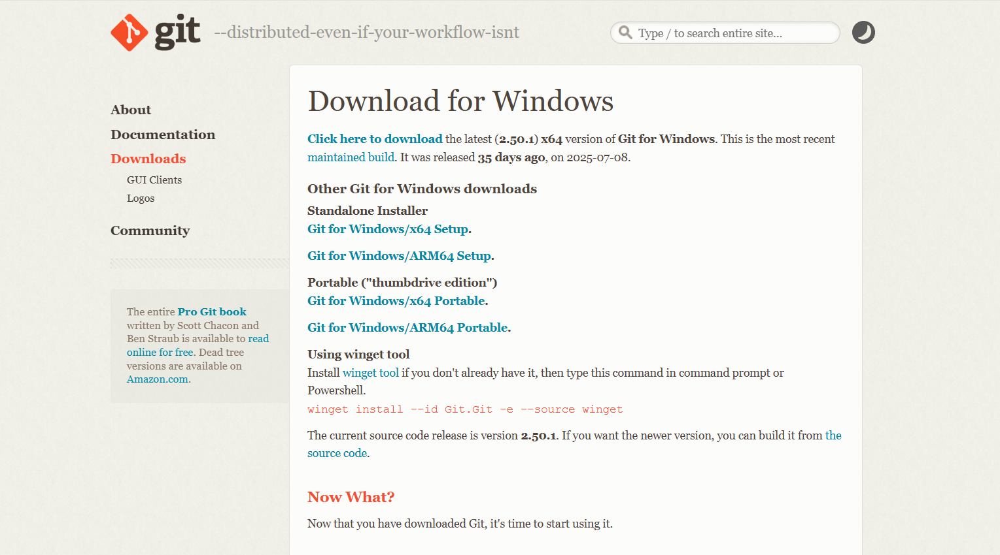 git --distributed-even-if-your-workflow-isnt
Type / to search entire site...
About
Documentation
Downloads
GUI Clients
Logos
Community
The entire Pro Git book
written by Scott Chacon and
Ben Straub is available to read
online for free. Dead tree
versions are available on
Amazon.com.
Download for Windows
Click here to download the latest (2.50.1) x64 version of Git for Windows. This is the most recent
maintained build. It was released 35 days ago, on 2025-07-08.
Other Git for Windows downloads
Standalone Installer
Git for Windows/x64 Setup.
Git for Windows/ARM64 Setup.
Portable ("thumbdrive edition")
Git for Windows/x64 Portable.
Git for Windows/ARM64 Portable.
Using winget tool
Install winget tool if you don't already have it, then type this command in command prompt or
Powershell.
winget install --id Git.Git -e --source winget
The current source code release is version 2.50.1. If you want the newer version, you can build it from the
source code.
Now What?
Now that you have downloaded Git, it's time to start using it.